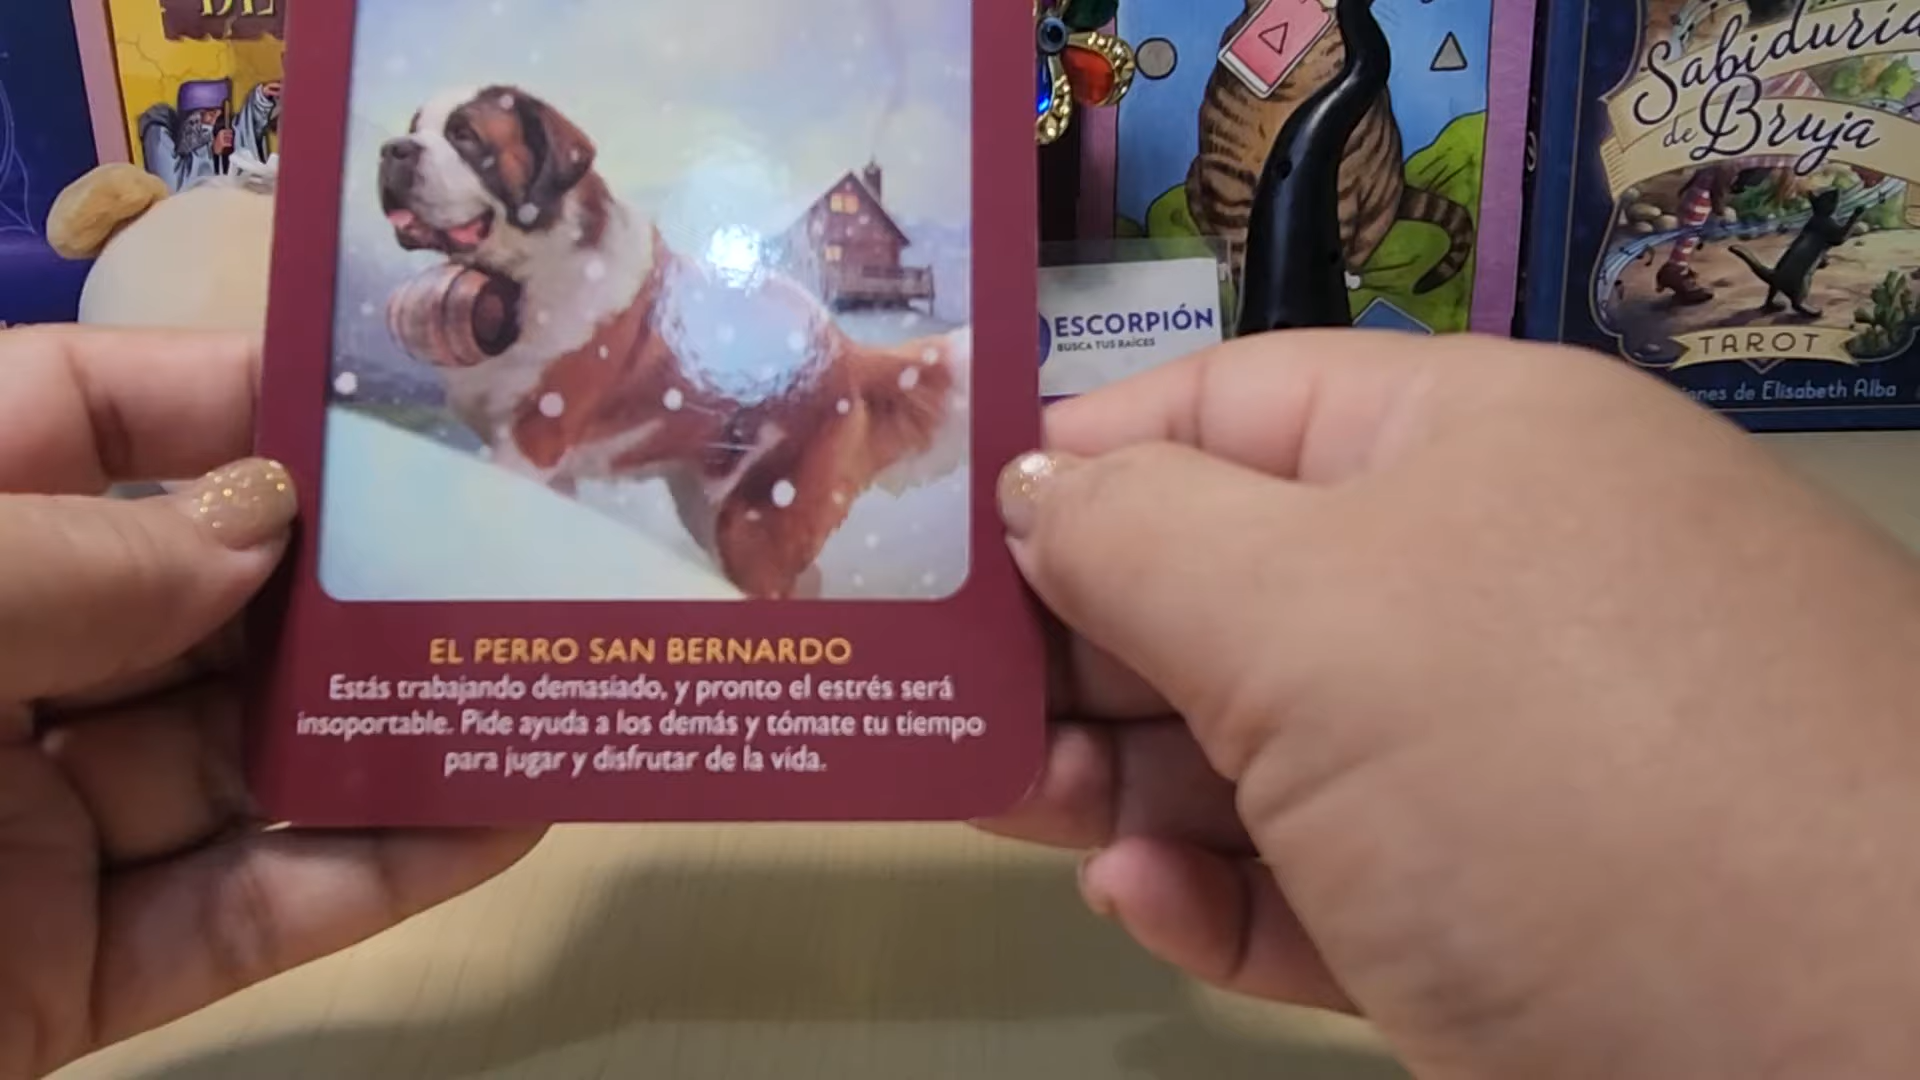 EL PERRO SAN BERNARDO
Estás trabajando demasiado, y pronto el estrés será
insoportable. Pide ayuda a los demás y tómate tu tiempo
para jugar y disfrutar de la vida.
ESCORPIÓN
BUSCA TUS RAÍCES
Sabiduría
de Bruja
TAROT
de Elisabeth Alba